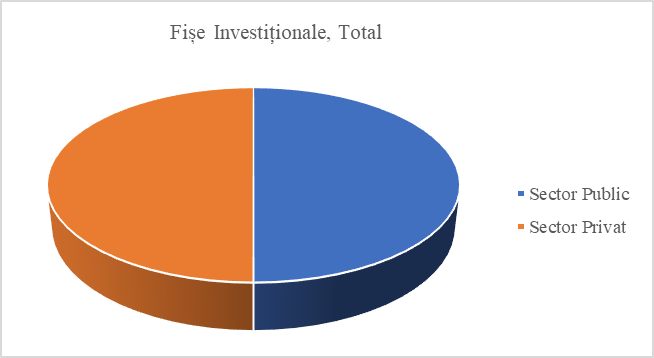 Fișe Investiționale, Total
Sector Public
Sector Privat